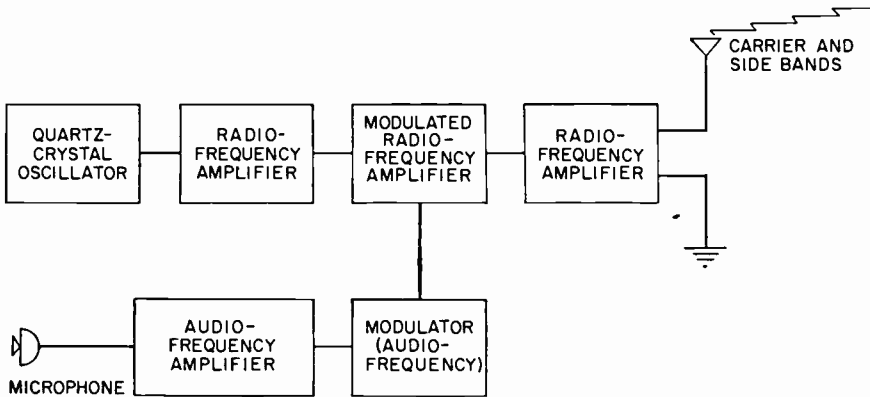 CARRIER AND
SIDE BANDS
QUARTZ-
CRYSTAL
OSCILLATOR
RADIO-
FREQUENCY
AMPLIFIER
MODULATED
RADIO-
FREQUENCY
AMPLIFIER
RADIO-
FREQUENCY
AMPLIFIER
MICROPHONE
AUDIO-
FREQUENCY
AMPLIFIER
MODULATOR
(AUDIO-
FREQUENCY)